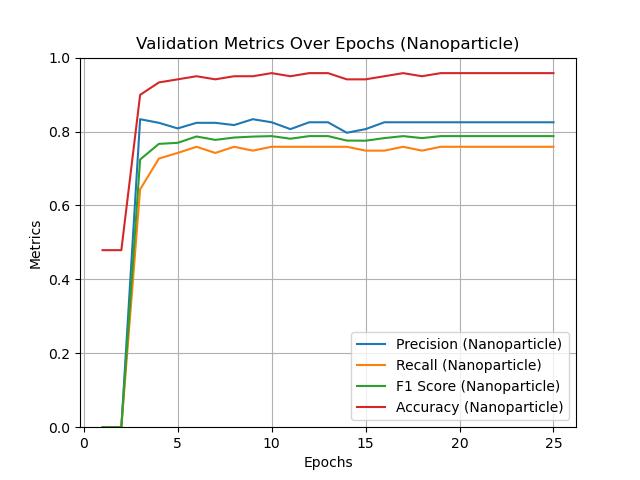 Validation Metrics Over Epochs (Nanoparticle)
1.0
0.8
0.6
0.4
0.2
0.0
Metrics
0 5 10 15 20 25
Epochs
Precision (Nanoparticle)
Recall (Nanoparticle)
F1 Score (Nanoparticle)
Accuracy (Nanoparticle)